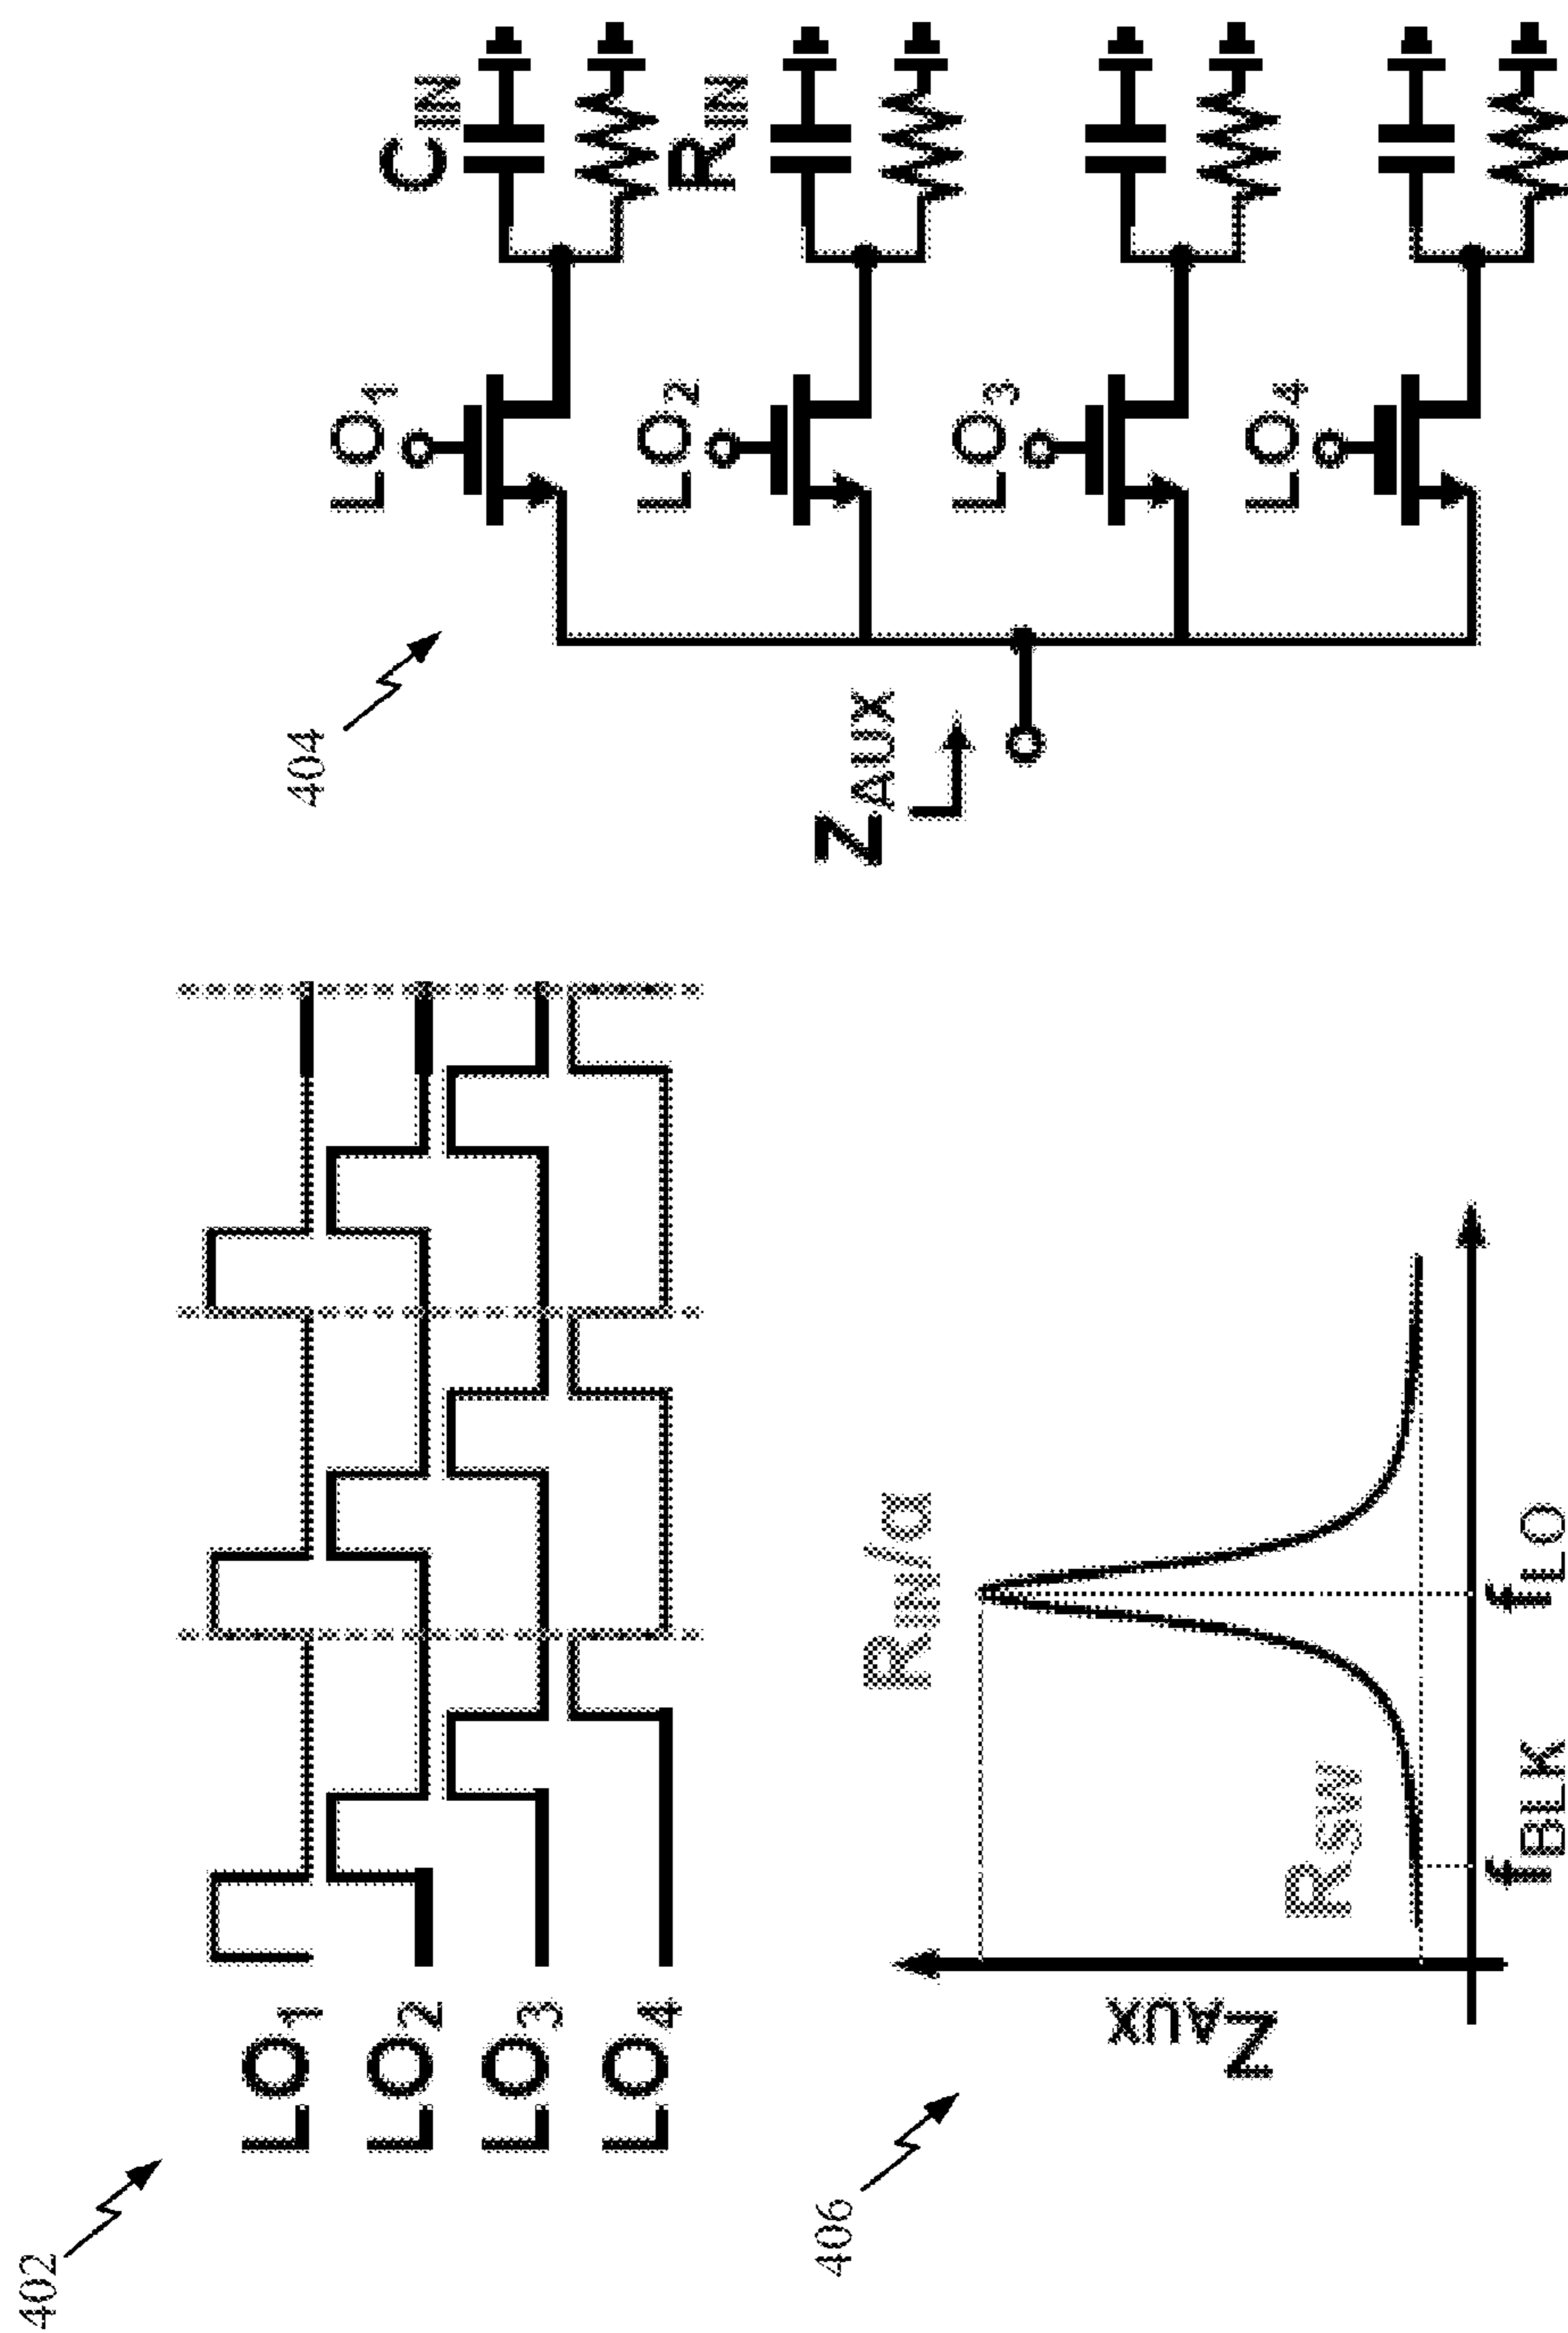 402
LO1
LO2
LO3
LO4
404
LO1
CIN
RIN
LO2
LO3
LO4
ZAUX
406
ZAUX
RIN/α
RSW
fBLK
fLO